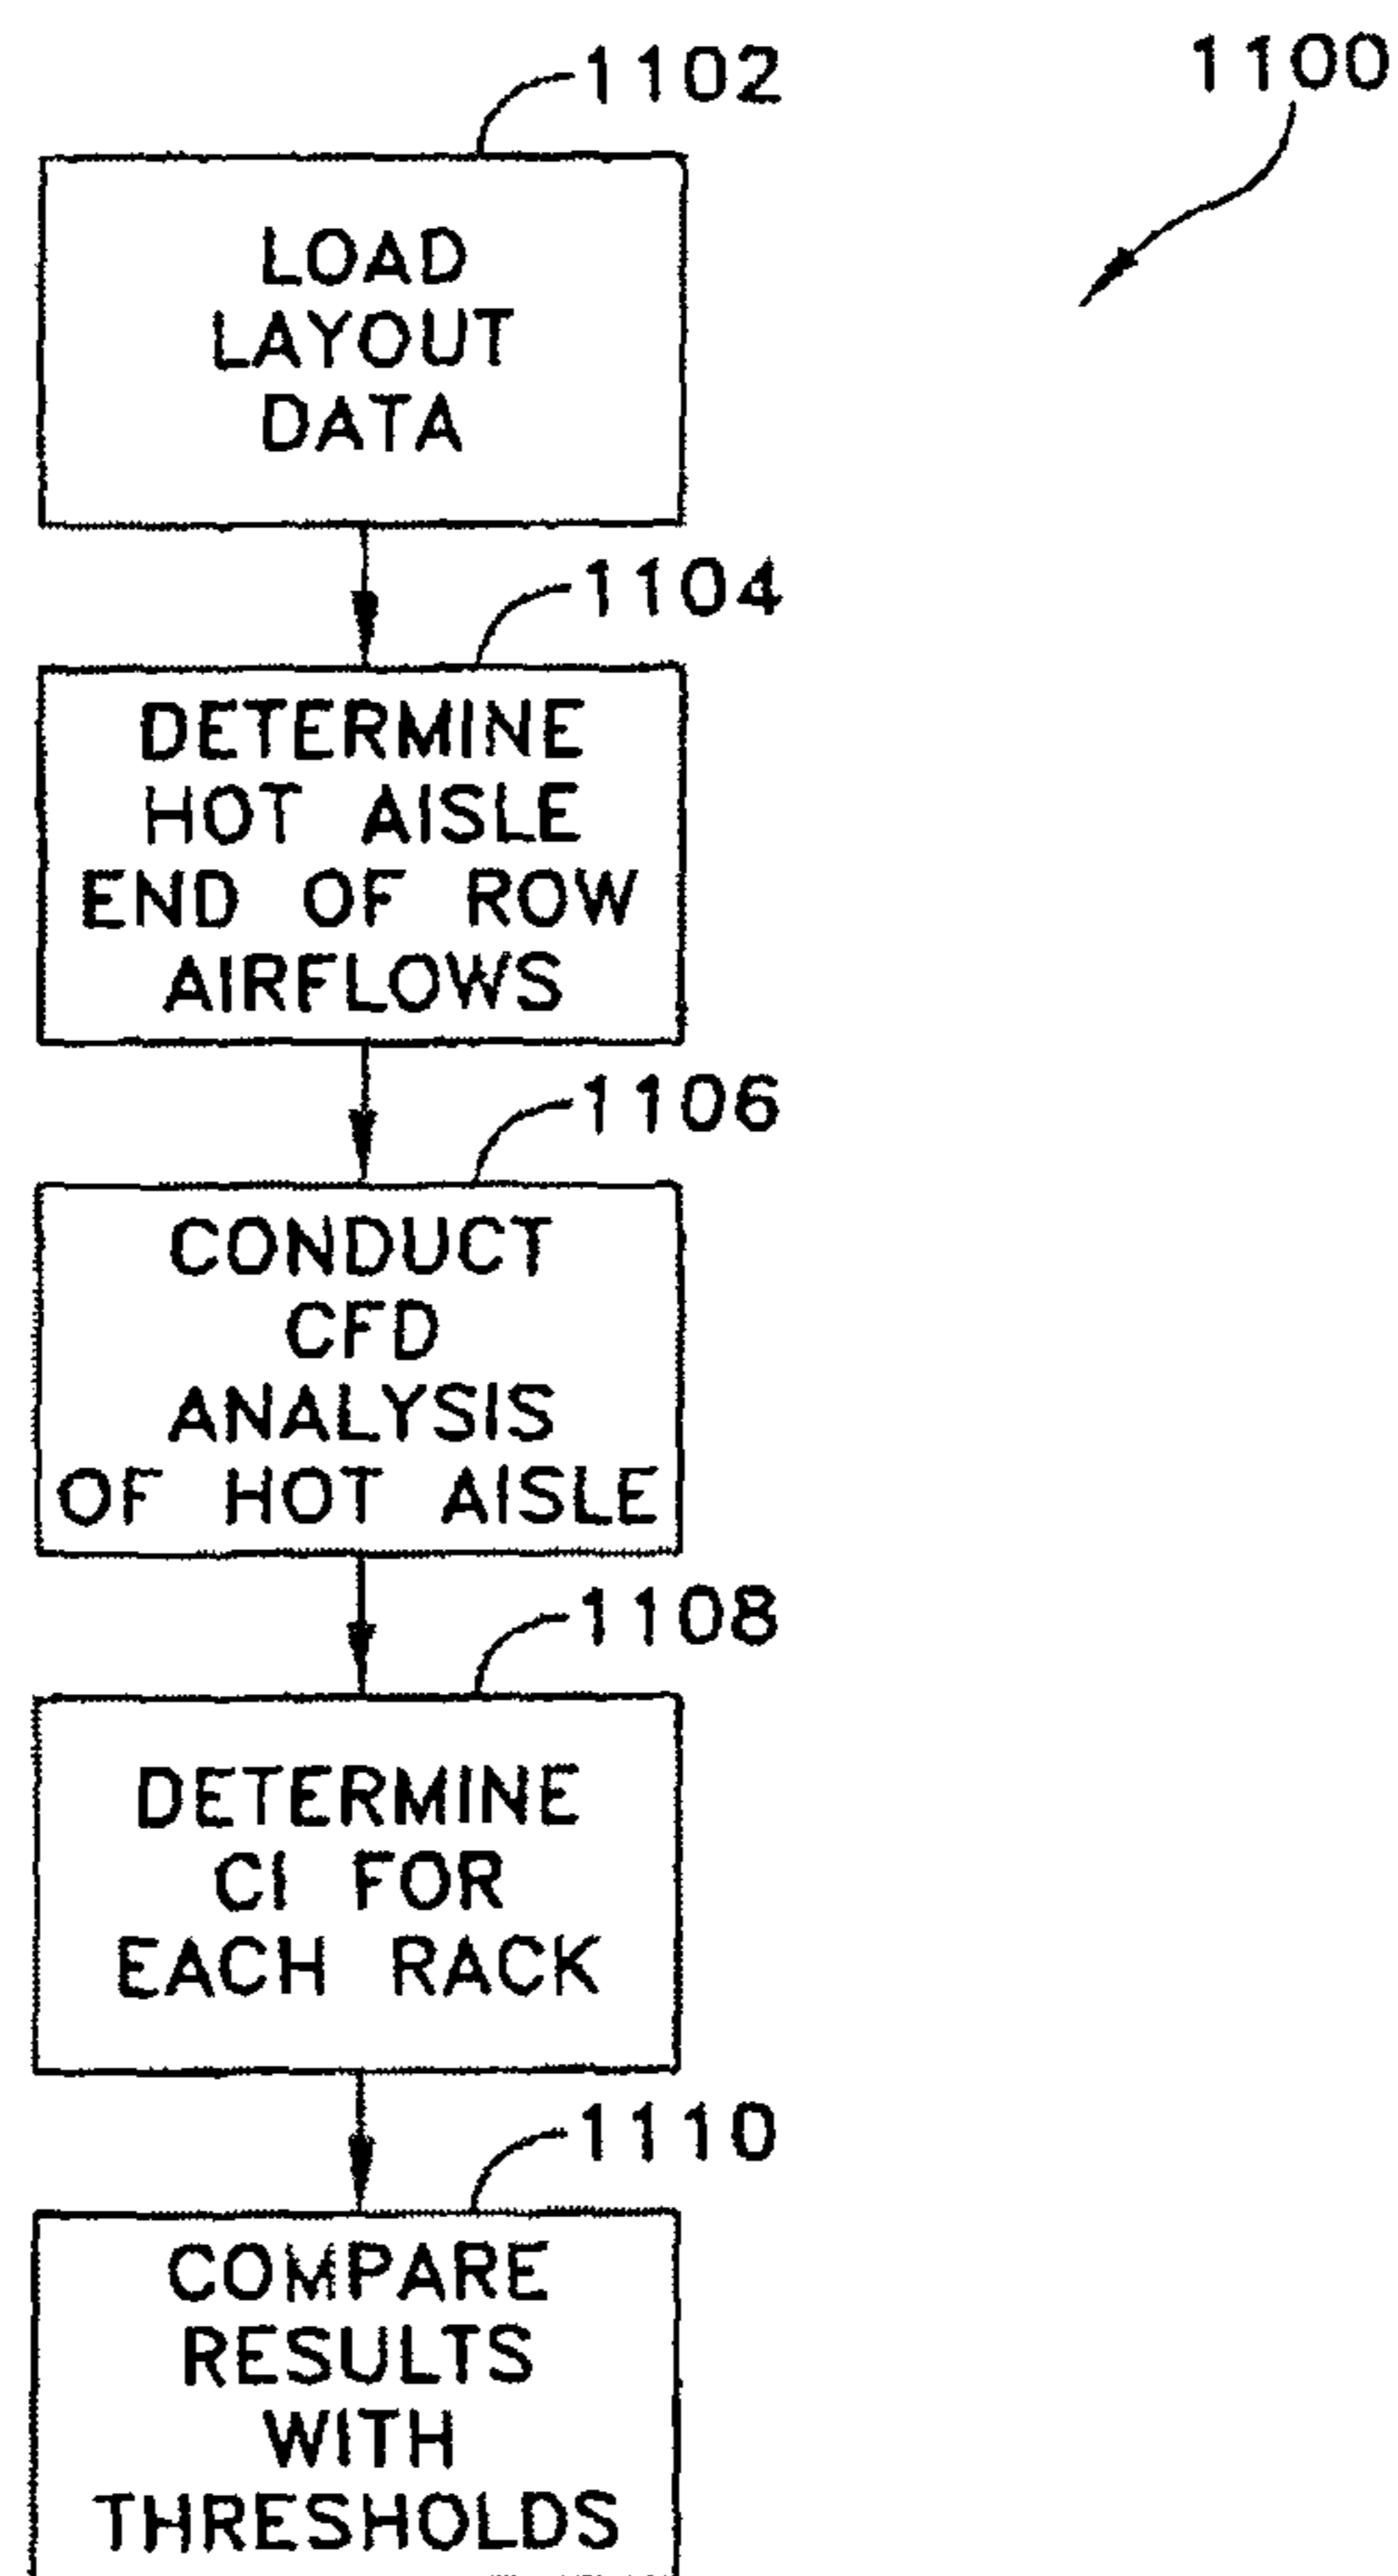 1100
1102
LOAD
LAYOUT
DATA
1104
DETERMINE
HOT AISLE
END OF ROW
AIRFLOWS
1106
CONDUCT
CFD
ANALYSIS
OF HOT AISLE
1108
DETERMINE
CI FOR
EACH RACK
1110
COMPARE
RESULTS
WITH
THRESHOLDS